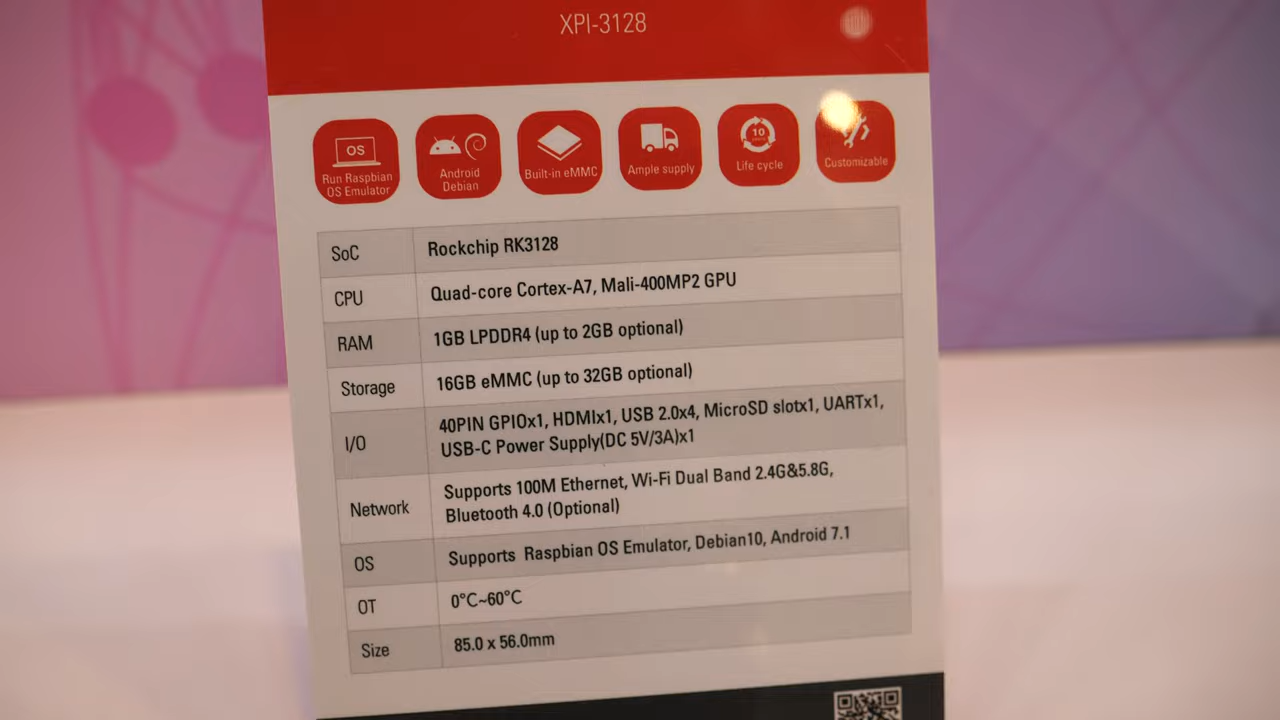 XPI-3128
OS
Run Raspbian
OS Emulator
Android
Debian
Built-in eMMC
Ample supply
10
Life cycle
Customizable
SoC Rockchip RK3128
CPU Quad-core Cortex-A7, Mali-400MP2 GPU
RAM 1GB LPDDR4 (up to 2GB optional)
Storage 16GB eMMC (up to 32GB optional)
I/O 40PIN GPIOx1, HDMIx1, USB 2.0x4, MicroSD slotx1, UARTx1,
USB-C Power Supply(DC 5V/3A)x1
Network Supports 100M Ethernet, Wi-Fi Dual Band 2.4G&5.8G,
Bluetooth 4.0 (Optional)
OS Supports Raspbian OS Emulator, Debian10, Android 7.1
OT 0°C~60°C
Size 85.0 x 56.0mm